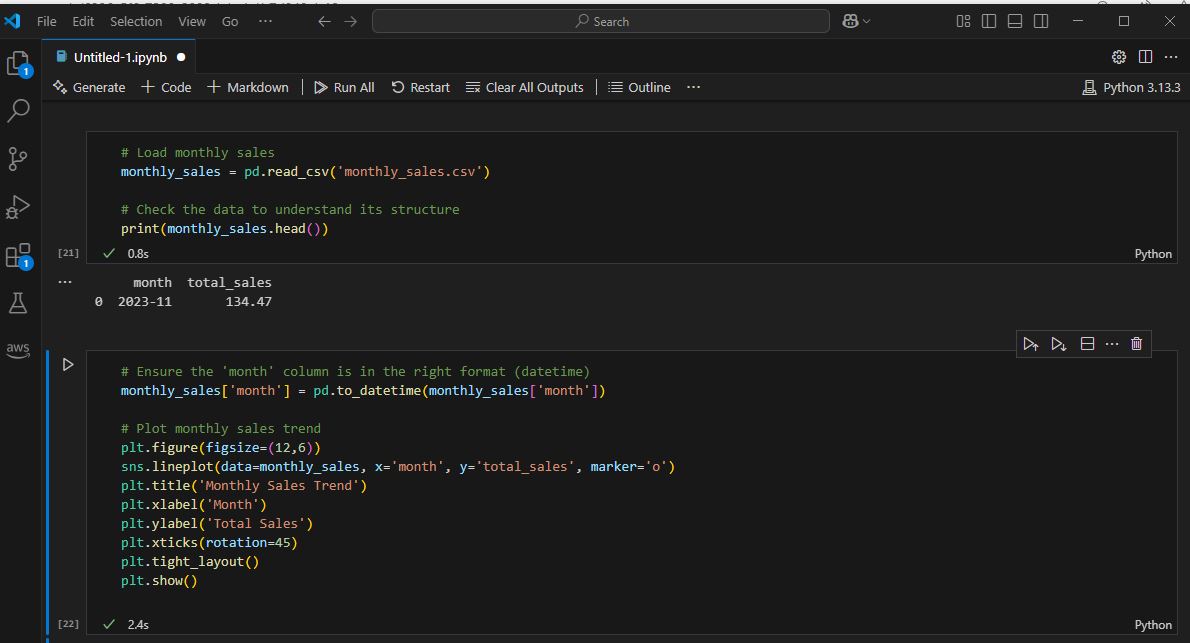 File Edit Selection View Go ··· Search
Untitled-1.ipynb
Generate + Code + Markdown Run All Restart Clear All Outputs Outline ··· Python 3.13.3
1
# Load monthly sales
monthly_sales = pd.read_csv('monthly_sales.csv')
# Check the data to understand its structure
print(monthly_sales.head())
[21] 0.8s Python
1
··· month total_sales
0 2023-11 134.47
aws
# Ensure the 'month' column is in the right format (datetime)
monthly_sales['month'] = pd.to_datetime(monthly_sales['month'])
# Plot monthly sales trend
plt.figure(figsize=(12,6))
sns.lineplot(data=monthly_sales, x='month', y='total_sales', marker='o')
plt.title('Monthly Sales Trend')
plt.xlabel('Month')
plt.ylabel('Total Sales')
plt.xticks(rotation=45)
plt.tight_layout()
plt.show()
[22] 2.4s Python